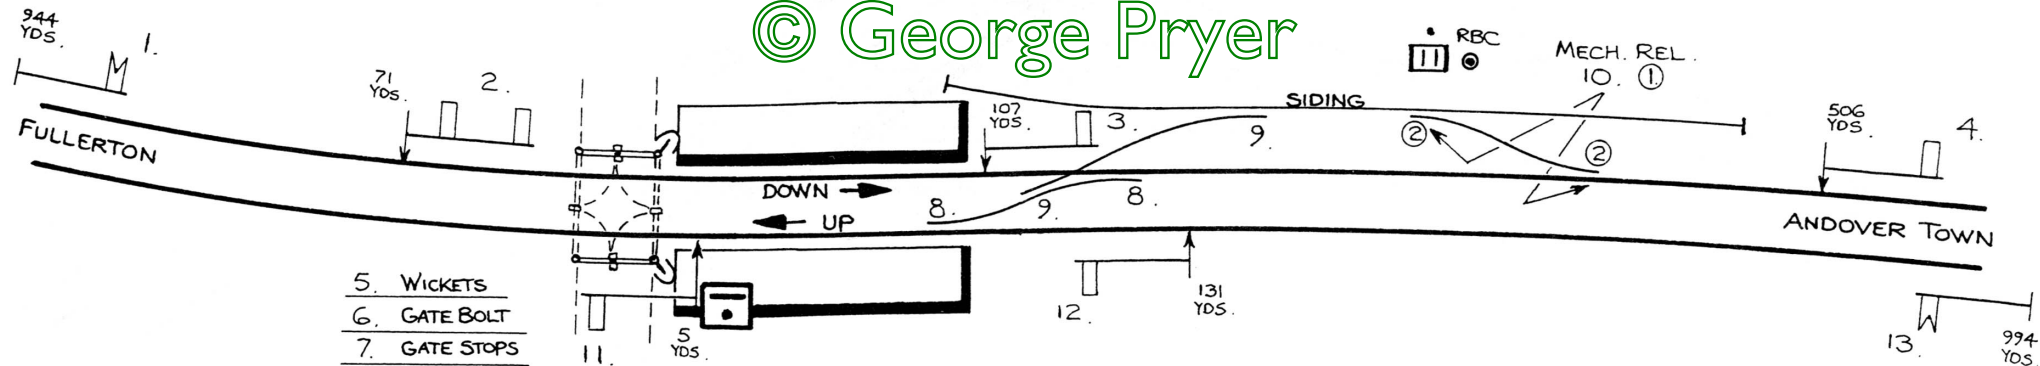 © George Pryer
944
YDS.
1.
71
YDS.
2.
107
YDS.
3.
SIDING
RBC
MECH. REL.
10. ①
506
YDS.
4.
FULLERTON
DOWN
UP
8.
9.
8.
9.
②
②
ANDOVER TOWN
5. WICKETS
6. GATE BOLT
7. GATE STOPS
11.
5
YDS.
12.
131
YDS.
13.
994
YDS.